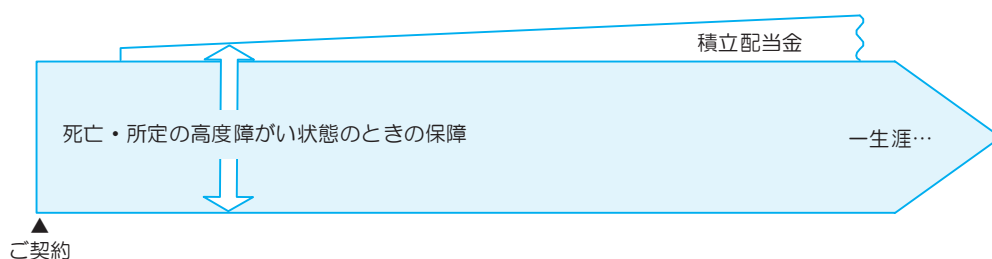 積立配当金
死亡・所定の高度障がい状態のときの保障
一生涯…
▲
ご契約